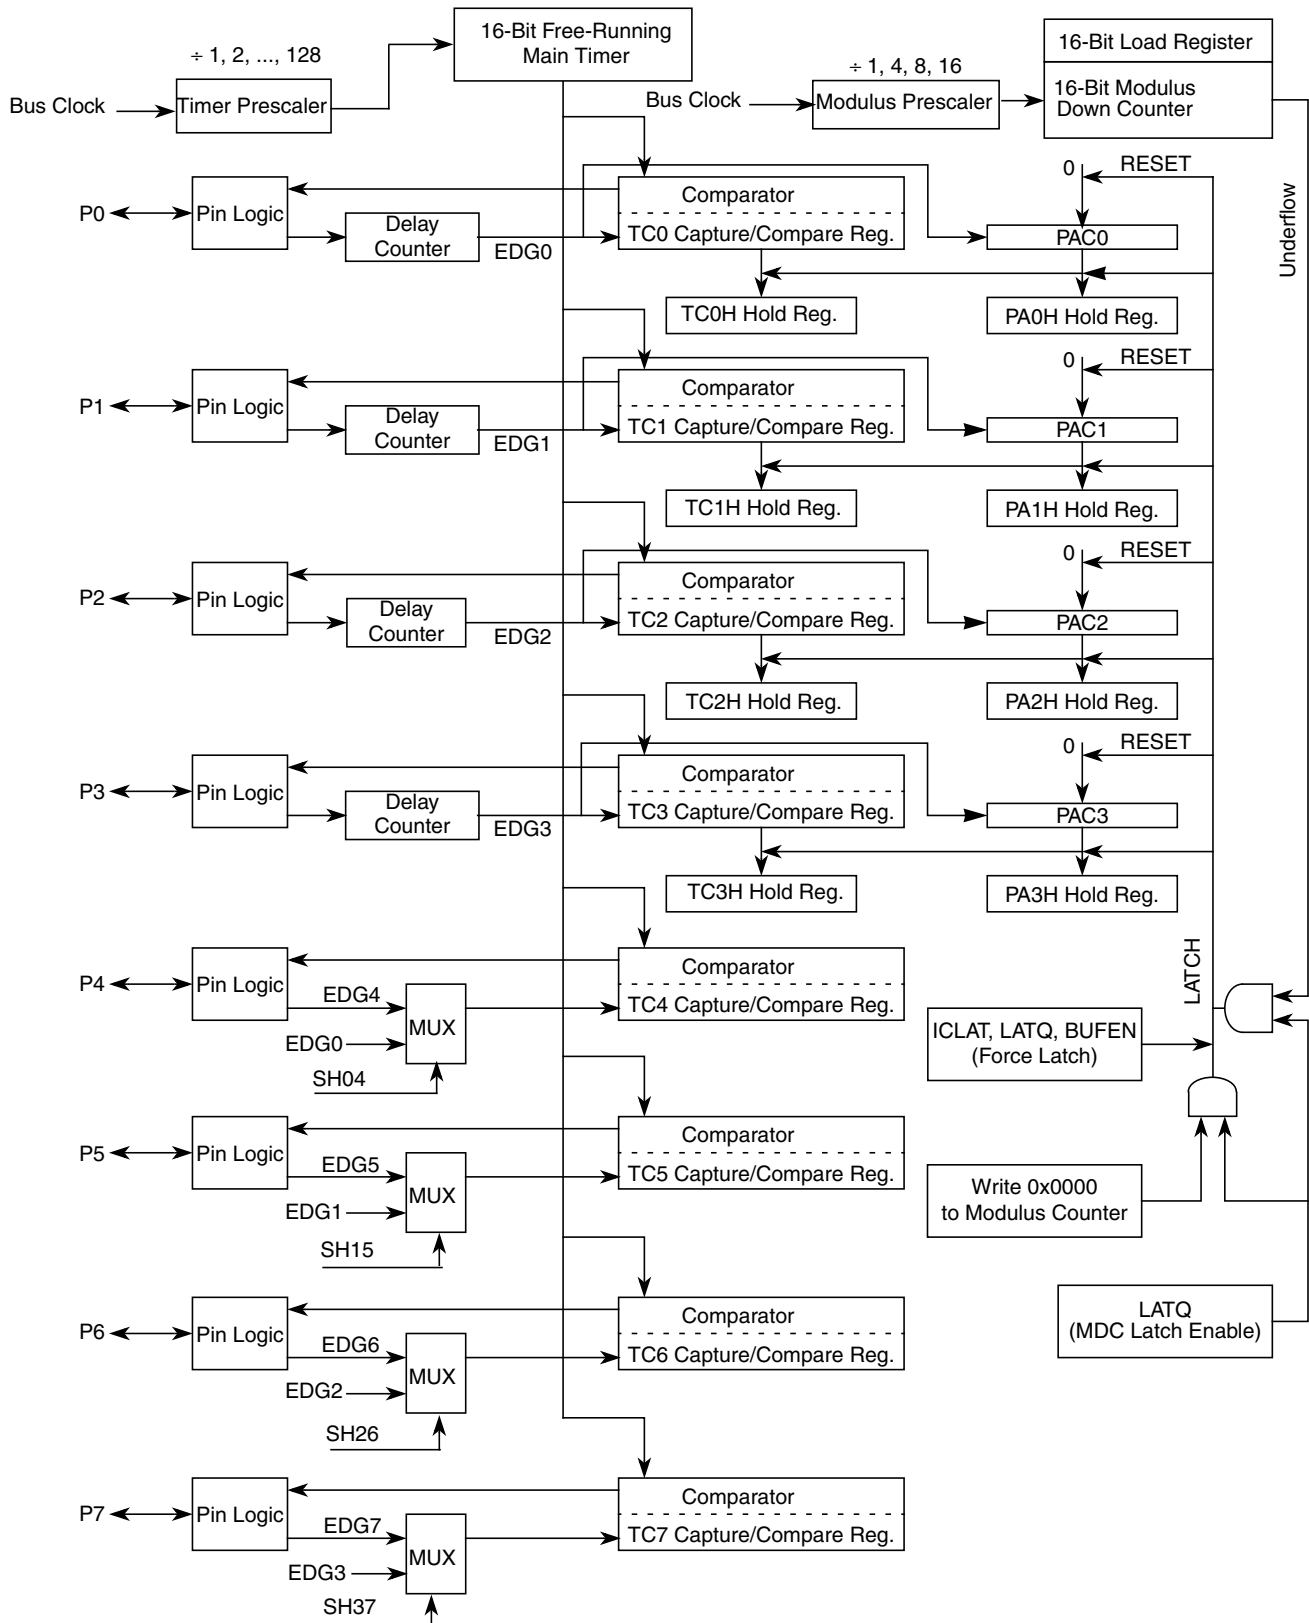 16-Bit Free-Running
Main Timer
16-Bit Load Register
÷ 1, 2, ..., 128
÷ 1, 4, 8, 16
Bus Clock
Timer Prescaler
Bus Clock
Modulus Prescaler
16-Bit Modulus
Down Counter
Underflow
0
RESET
P0
Pin Logic
Delay
Counter
EDG0
Comparator
TC0 Capture/Compare Reg.
PAC0
TC0H Hold Reg.
PA0H Hold Reg.
0
RESET
P1
Pin Logic
Delay
Counter
EDG1
Comparator
TC1 Capture/Compare Reg.
PAC1
TC1H Hold Reg.
PA1H Hold Reg.
0
RESET
P2
Pin Logic
Delay
Counter
EDG2
Comparator
TC2 Capture/Compare Reg.
PAC2
TC2H Hold Reg.
PA2H Hold Reg.
0
RESET
P3
Pin Logic
Delay
Counter
EDG3
Comparator
TC3 Capture/Compare Reg.
PAC3
TC3H Hold Reg.
PA3H Hold Reg.
LATCH
P4
Pin Logic
EDG4
EDG0
MUX
SH04
Comparator
TC4 Capture/Compare Reg.
ICLAT, LATQ, BUFEN
(Force Latch)
P5
Pin Logic
EDG5
EDG1
MUX
SH15
Comparator
TC5 Capture/Compare Reg.
Write 0x0000
to Modulus Counter
P6
Pin Logic
EDG6
EDG2
MUX
SH26
Comparator
TC6 Capture/Compare Reg.
LATQ
(MDC Latch Enable)
P7
Pin Logic
EDG7
EDG3
MUX
SH37
Comparator
TC7 Capture/Compare Reg.